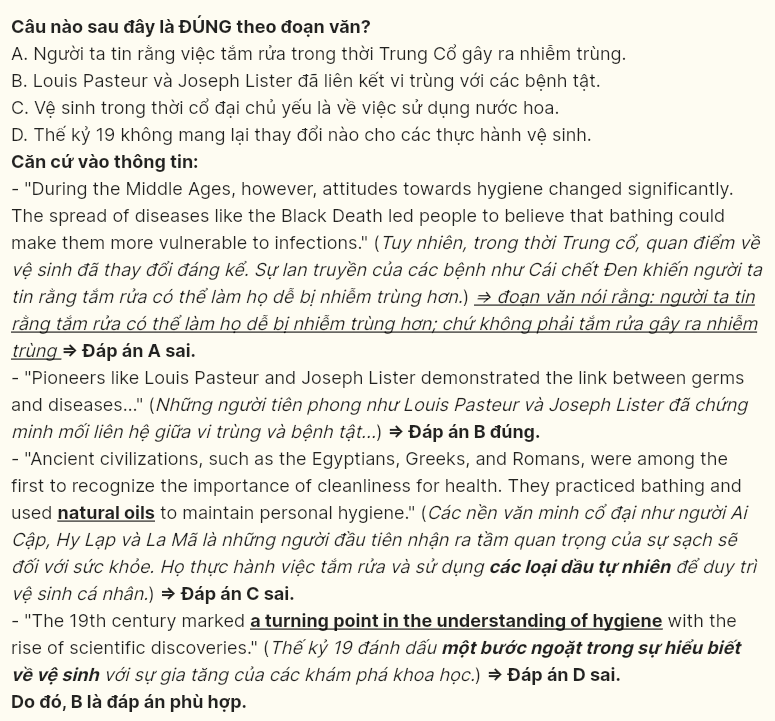 Câu nào sau đây là ĐÚNG theo đoạn văn?
A. Người ta tin rằng việc tắm rửa trong thời Trung Cổ gây ra nhiễm trùng.
B. Louis Pasteur và Joseph Lister đã liên kết vi trùng với các bệnh tật.
C. Vệ sinh trong thời cổ đại chủ yếu là về việc sử dụng nước hoa.
D. Thế kỷ 19 không mang lại thay đổi nào cho các thực hành vệ sinh.
Căn cứ vào thông tin:
- "During the Middle Ages, however, attitudes towards hygiene changed significantly.
The spread of diseases like the Black Death led people to believe that bathing could
make them more vulnerable to infections." (Tuy nhiên, trong thời Trung cổ, quan điểm về
vệ sinh đã thay đổi đáng kể. Sự lan truyền của các bệnh như Cái chết Đen khiến người ta
tin rằng tắm rửa có thể làm họ dễ bị nhiễm trùng hơn.) => đoạn văn nói rằng: người ta tin
rằng tắm rửa có thể làm họ dễ bị nhiễm trùng hơn; chứ không phải tắm rửa gây ra nhiễm
trùng => Đáp án A sai.
- "Pioneers like Louis Pasteur and Joseph Lister demonstrated the link between germs
and diseases..." (Những người tiên phong như Louis Pasteur và Joseph Lister đã chứng
minh mối liên hệ giữa vi trùng và bệnh tật...) => Đáp án B đúng.
- "Ancient civilizations, such as the Egyptians, Greeks, and Romans, were among the
first to recognize the importance of cleanliness for health. They practiced bathing and
used natural oils to maintain personal hygiene." (Các nền văn minh cổ đại như người Ai
Cập, Hy Lạp và La Mã là những người đầu tiên nhận ra tầm quan trọng của sự sạch sẽ
đối với sức khỏe. Họ thực hành việc tắm rửa và sử dụng các loại dầu tự nhiên để duy trì
vệ sinh cá nhân.) => Đáp án C sai.
- "The 19th century marked a turning point in the understanding of hygiene with the
rise of scientific discoveries." (Thế kỷ 19 đánh dấu một bước ngoặt trong sự hiểu biết
về vệ sinh với sự gia tăng của các khám phá khoa học.) => Đáp án D sai.
Do đó, B là đáp án phù hợp.